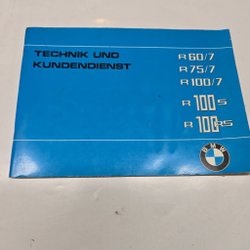 TECHNIK UND
KUNDENDIENST
R 60/7
R 75/7
R 100/7
R 100 S
R 100 RS
BMW